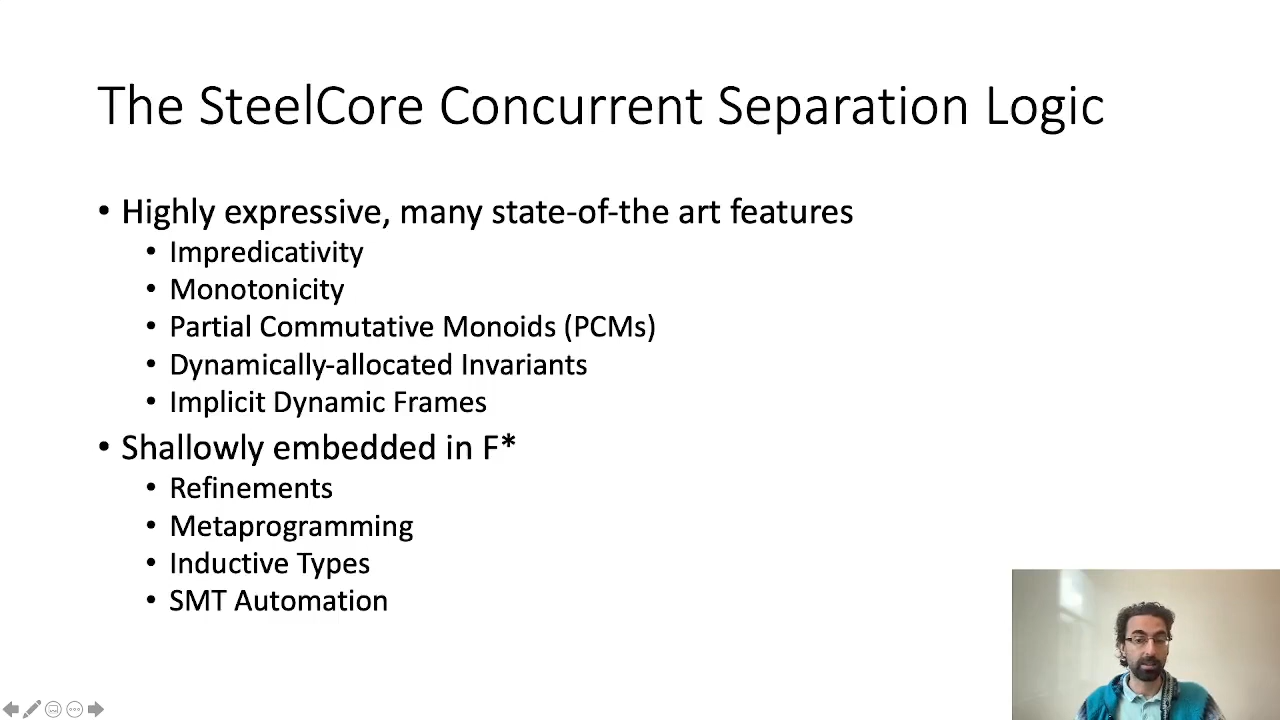 The SteelCore Concurrent Separation Logic
• Highly expressive, many state-of-the art features
• Impredicativity
• Monotonicity
• Partial Commutative Monoids (PCMs)
• Dynamically-allocated Invariants
• Implicit Dynamic Frames
• Shallowly embedded in F*
• Refinements
• Metaprogramming
• Inductive Types
• SMT Automation